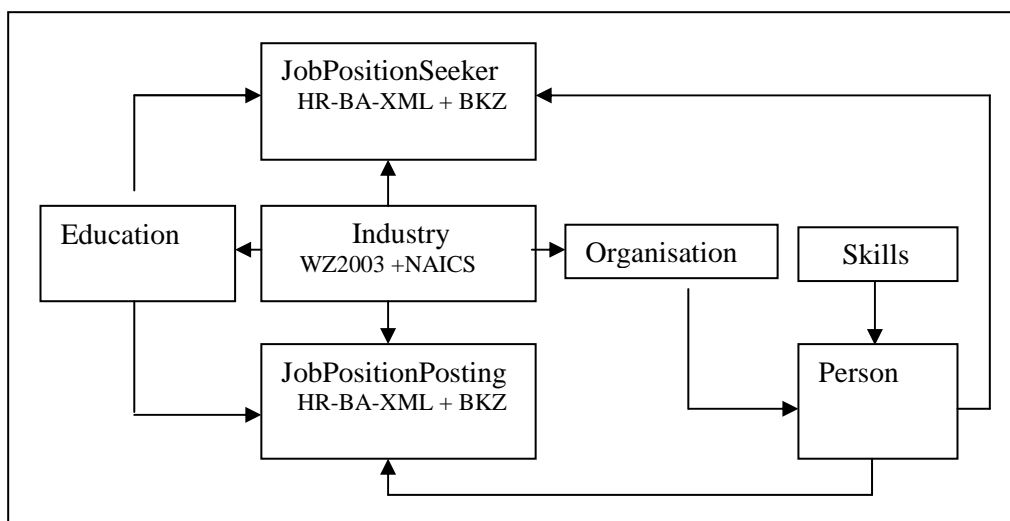 JobPositionSeeker
HR-BA-XML + BKZ
Education
Industry
WZ2003 +NAICS
Organisation
Skills
JobPositionPosting
HR-BA-XML + BKZ
Person